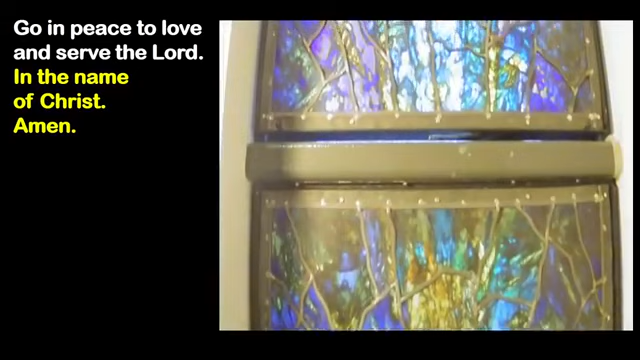 Go in peace to love
and serve the Lord.
In the name
of Christ.
Amen.